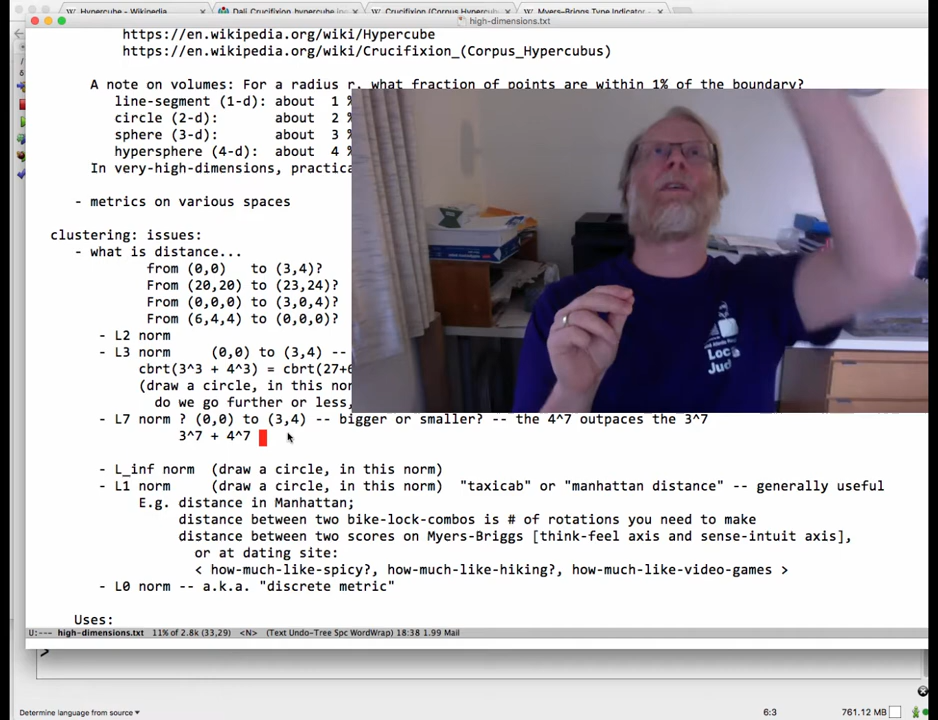 Hypercube - Wikipedia
Dali Crucifixion hypercube
Crucifixion (Corpus Hypercub
Myers–Briggs Type Indicator
high-dimensions.txt
https://en.wikipedia.org/wiki/Hypercube
https://en.wikipedia.org/wiki/Crucifixion_(Corpus_Hypercubus)
A note on volumes: For a radius r, what fraction of points are within 1% of the boundary?
line-segment (1-d): about 1 %
circle (2-d): about 2 %
sphere (3-d): about 3 %
hypersphere (4-d): about 4 %
In very-high-dimensions, practica
- metrics on various spaces
clustering: issues:
- what is distance...
from (0,0) to (3,4)?
From (20,20) to (23,24)?
From (0,0,0) to (3,0,4)?
From (6,4,4) to (0,0,0)?
- L2 norm
- L3 norm (0,0) to (3,4) --
cbrt(3^3 + 4^3) = cbrt(27+6
(draw a circle, in this nor
do we go further or less,
- L7 norm ? (0,0) to (3,4) -- bigger or smaller? -- the 4^7 outpaces the 3^7
3^7 + 4^7
- L_inf norm (draw a circle, in this norm)
- L1 norm (draw a circle, in this norm) "taxicab" or "manhattan distance" -- generally useful
E.g. distance in Manhattan;
distance between two bike-lock-combos is # of rotations you need to make
distance between two scores on Myers-Briggs [think-feel axis and sense-intuit axis],
or at dating site:
< how-much-like-spicy?, how-much-like-hiking?, how-much-like-video-games >
- L0 norm -- a.k.a. "discrete metric"
Uses:
U:--- high-dimensions.txt 11% of 2.8k (33,29) <N> (Text Undo-Tree Spc WordWrap) 18:38 1.99 Mail
>
Determine language from source
6:3
761.12 MB